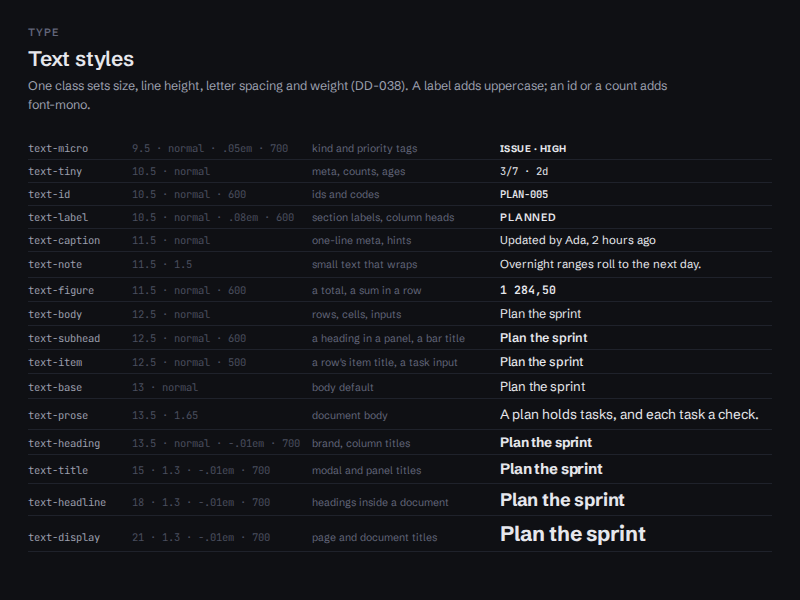 TYPE
Text styles
One class sets size, line height, letter spacing and weight (DD-038). A label adds uppercase; an id or a count adds
font-mono.
text-micro 9.5 · normal · .05em · 700 kind and priority tags ISSUE · HIGH
text-tiny 10.5 · normal meta, counts, ages 3/7 · 2d
text-id 10.5 · normal · 600 ids and codes PLAN-005
text-label 10.5 · normal · .08em · 600 section labels, column heads PLANNED
text-caption 11.5 · normal one-line meta, hints Updated by Ada, 2 hours ago
text-note 11.5 · 1.5 small text that wraps Overnight ranges roll to the next day.
text-figure 11.5 · normal · 600 a total, a sum in a row 1 284,50
text-body 12.5 · normal rows, cells, inputs Plan the sprint
text-subhead 12.5 · normal · 600 a heading in a panel, a bar title Plan the sprint
text-item 12.5 · normal · 500 a row's item title, a task input Plan the sprint
text-base 13 · normal body default Plan the sprint
text-prose 13.5 · 1.65 document body A plan holds tasks, and each task a check.
text-heading 13.5 · normal · -.01em · 700 brand, column titles Plan the sprint
text-title 15 · 1.3 · -.01em · 700 modal and panel titles Plan the sprint
text-headline 18 · 1.3 · -.01em · 700 headings inside a document Plan the sprint
text-display 21 · 1.3 · -.01em · 700 page and document titles Plan the sprint